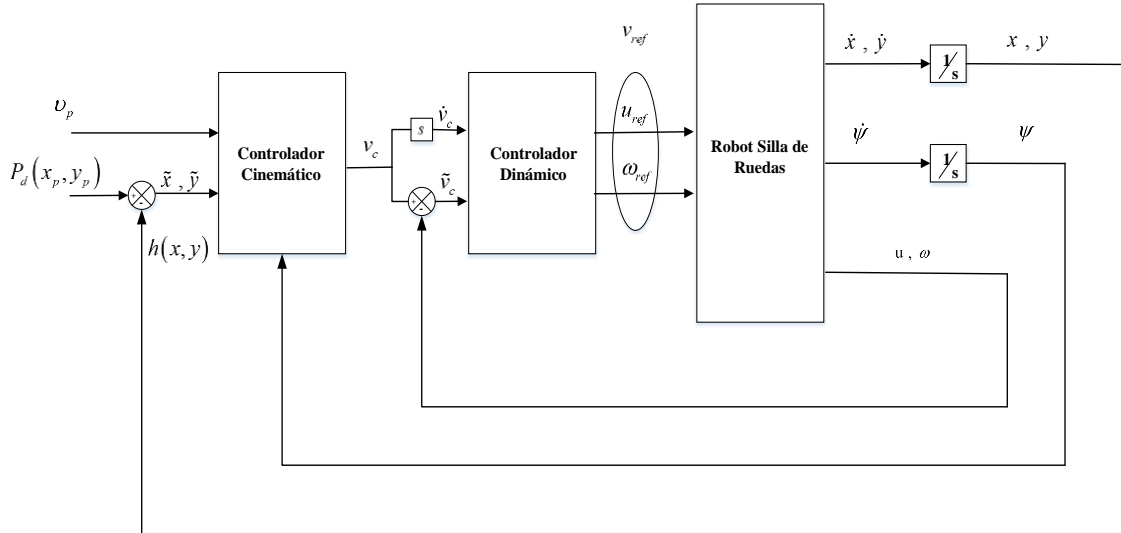 v_ref
ẋ , ẏ
x , y
1/s
υ_p
v̇_c
s
u_ref
ψ̇
ψ
1/s
Controlador
Cinemático
v_c
Controlador
Dinámico
Robot Silla de
Ruedas
P_d(x_p, y_p)
x̃ , ỹ
ṽ_c
ω_ref
+
-
+
-
h(x, y)
u , ω